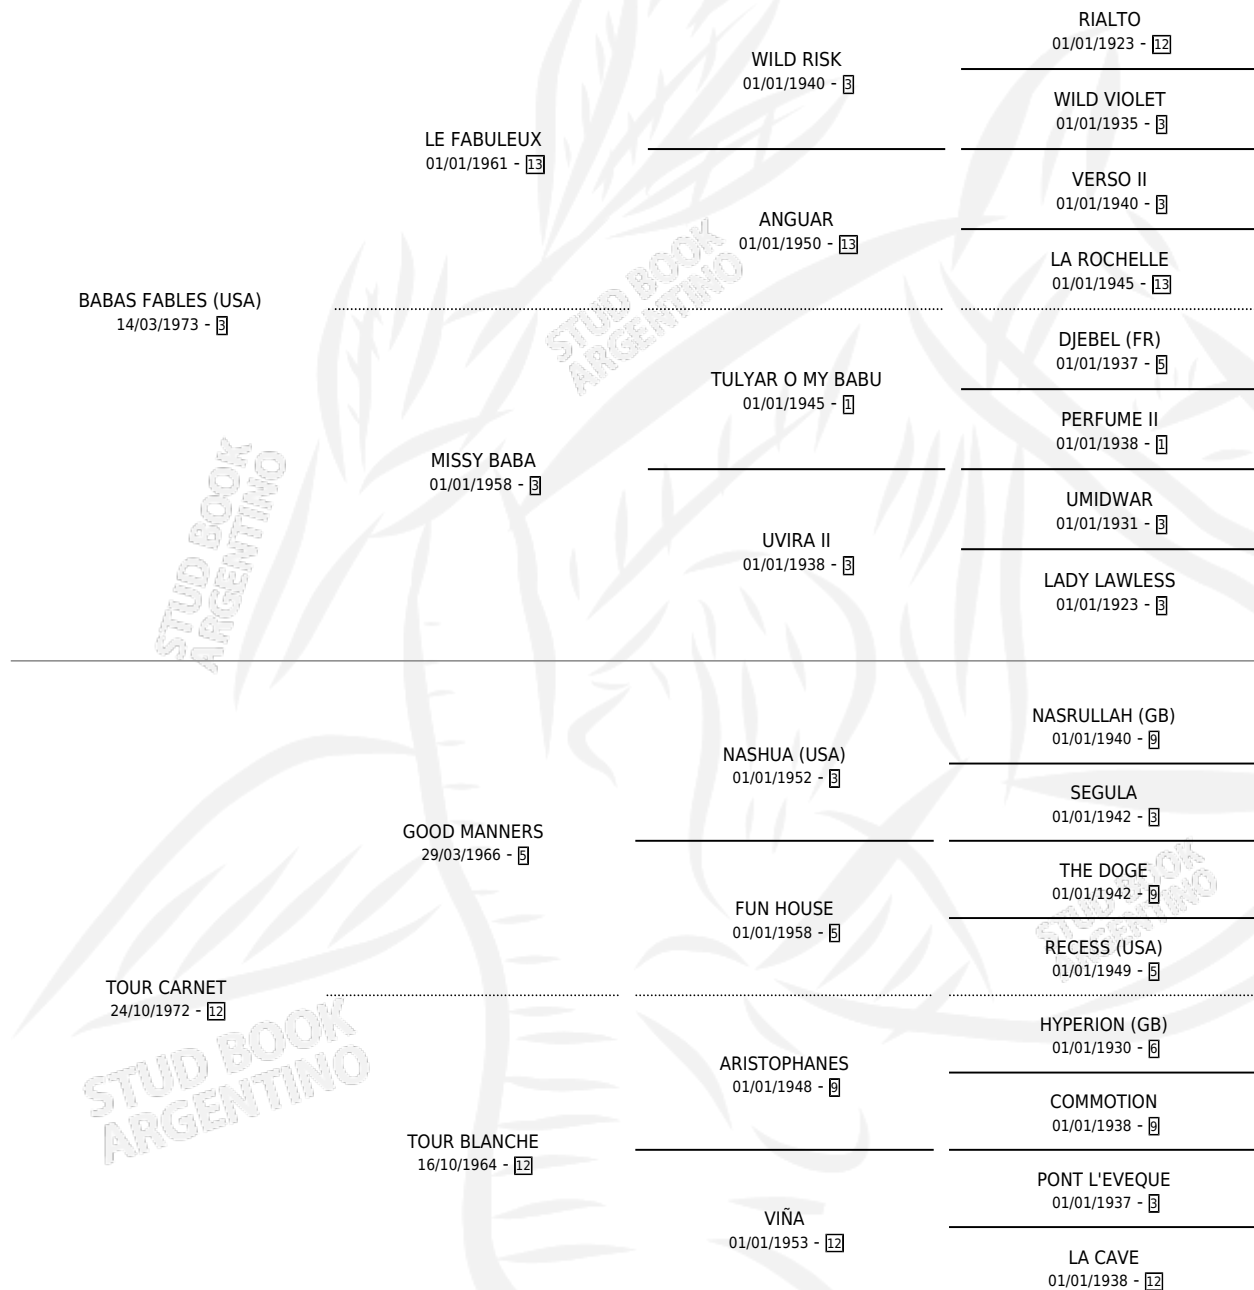 RIALTO
01/01/1923 - 12
WILD RISK
01/01/1940 - 3
WILD VIOLET
01/01/1935 - 3
LE FABULEUX
01/01/1961 - 13
VERSO II
01/01/1940 - 3
ANGUAR
01/01/1950 - 13
LA ROCHELLE
01/01/1945 - 13
BABAS FABLES (USA)
14/03/1973 - 3
DJEBEL (FR)
01/01/1937 - 5
TULYAR O MY BABU
01/01/1945 - 1
PERFUME II
01/01/1938 - 1
MISSY BABA
01/01/1958 - 3
UMIDWAR
01/01/1931 - 3
UVIRA II
01/01/1938 - 3
LADY LAWLESS
01/01/1923 - 3
STUD BOOK
ARGENTINO
STUD BOOK
ARGENTINO
NASRULLAH (GB)
01/01/1940 - 9
NASHUA (USA)
01/01/1952 - 3
SEGULA
01/01/1942 - 3
GOOD MANNERS
29/03/1966 - 5
THE DOGE
01/01/1942 - 9
FUN HOUSE
01/01/1958 - 5
RECESS (USA)
01/01/1949 - 5
STUD BOOK
ARGENTINO
TOUR CARNET
24/10/1972 - 12
HYPERION (GB)
01/01/1930 - 6
ARISTOPHANES
01/01/1948 - 9
COMMOTION
01/01/1938 - 9
STUD BOOK
ARGENTINO
TOUR BLANCHE
16/10/1964 - 12
PONT L'EVEQUE
01/01/1937 - 3
VIÑA
01/01/1953 - 12
LA CAVE
01/01/1938 - 12